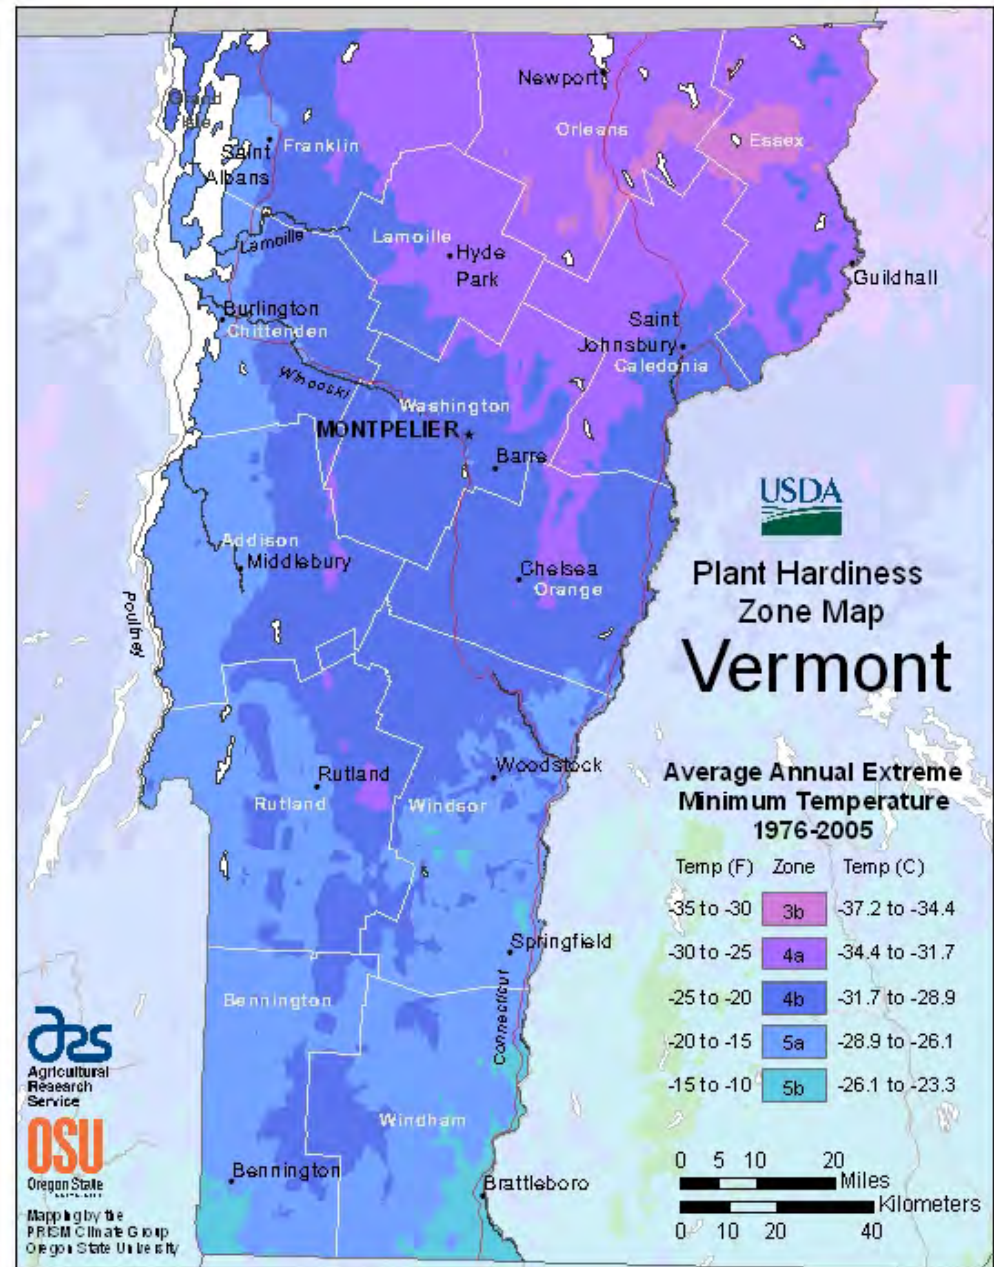 Newport
Orleans
Essex
Grand
Isle
Franklin
Saint
Albans
Lamoille
Lamoille
Hyde
Park
Guildhall
Burlington
Chittenden
Saint
Johnsbury
Caledonia
Winooski
Washington
MONTPELIER
Barre
Addison
Middlebury
Chelsea
Orange
Poultney
USDA
Plant Hardiness
Zone Map
Vermont
Rutland
Rutland
Woodstock
Windsor
Average Annual Extreme
Minimum Temperature
1976-2005
Temp (F) Zone Temp (C)
-35 to -30 3b -37.2 to -34.4
-30 to -25 4a -34.4 to -31.7
-25 to -20 4b -31.7 to -28.9
-20 to -15 5a -28.9 to -26.1
-15 to -10 5b -26.1 to -23.3
Springfield
Connecticut
Bennington
Windham
Bennington
Brattleboro
ars
Agricultural
Research
Service
OSU
Oregon State
Mapping by the
PRISM Climate Group
Oregon State University
0 5 10 20
Miles
Kilometers
0 10 20 40